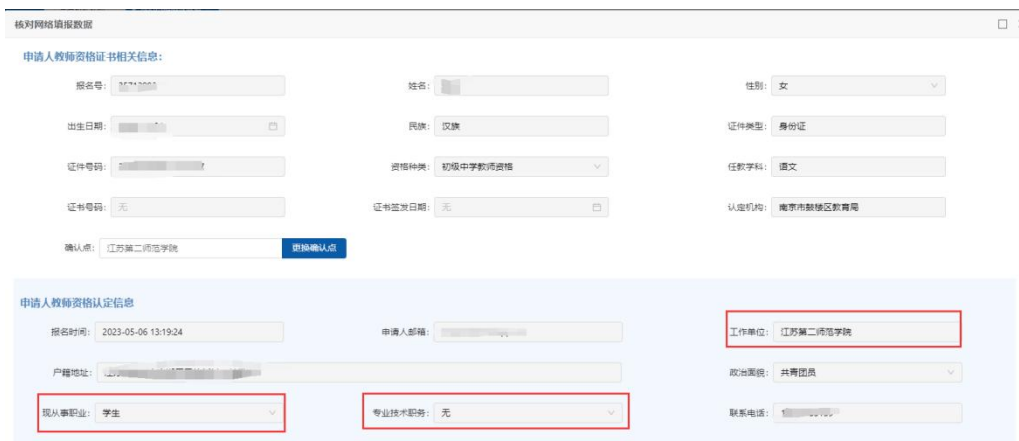 核对网络填报数据
申请人教师资格证书相关信息:
报名号: 姓名: 性别: 女
出生日期: 民族: 汉族 证件类型: 身份证
证件号码: 资格种类: 初级中学教师资格 任教学科: 语文
证书号码: 无 证书签发日期: 无 认定机构: 南京市鼓楼区教育局
确认点: 江苏第二师范学院 更换确认点
申请人教师资格认定信息
报名时间: 2023-05-06 13:19:24 申请人邮箱: 工作单位: 江苏第二师范学院
户籍地址: 政治面貌: 共青团员
现从事职业: 学生 专业技术职务: 无 联系电话: